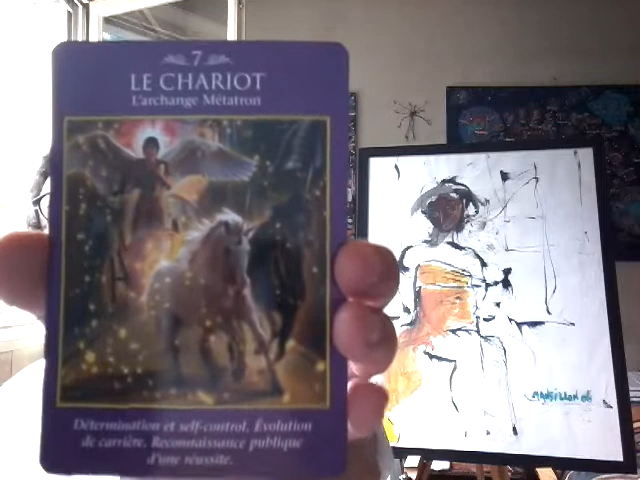 7
LE CHARIOT
L'archange Métatron
Détermination et self-control. Évolution
de carrière. Reconnaissance publique
d'une réussite.